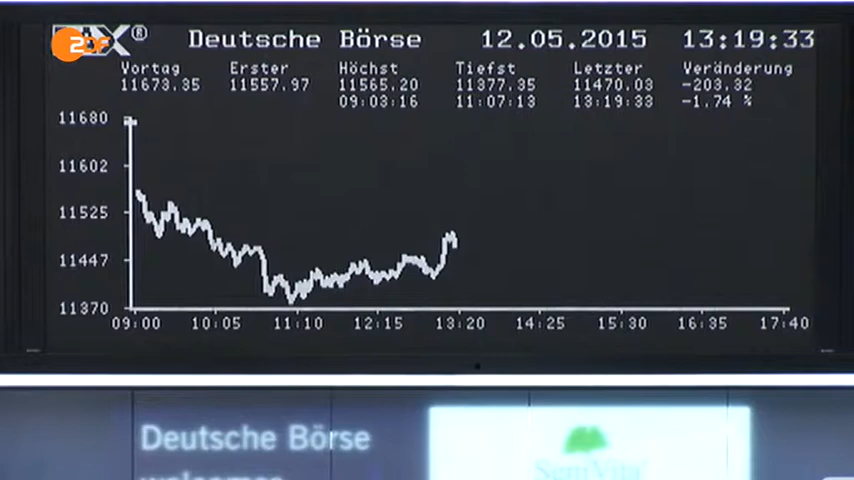 ZDF
DAX® Deutsche Börse 12.05.2015 13:19:33
Vortag Erster Höchst Tiefst Letzter Veränderung
11673.35 11557.97 11565.20 11377.35 11470.03 -203.32
09:03:16 11:07:13 13:19:33 -1.74 %
11680
11602
11525
11447
11370
09:00 10:05 11:10 12:15 13:20 14:25 15:30 16:35 17:40
Deutsche Börse
welcomes